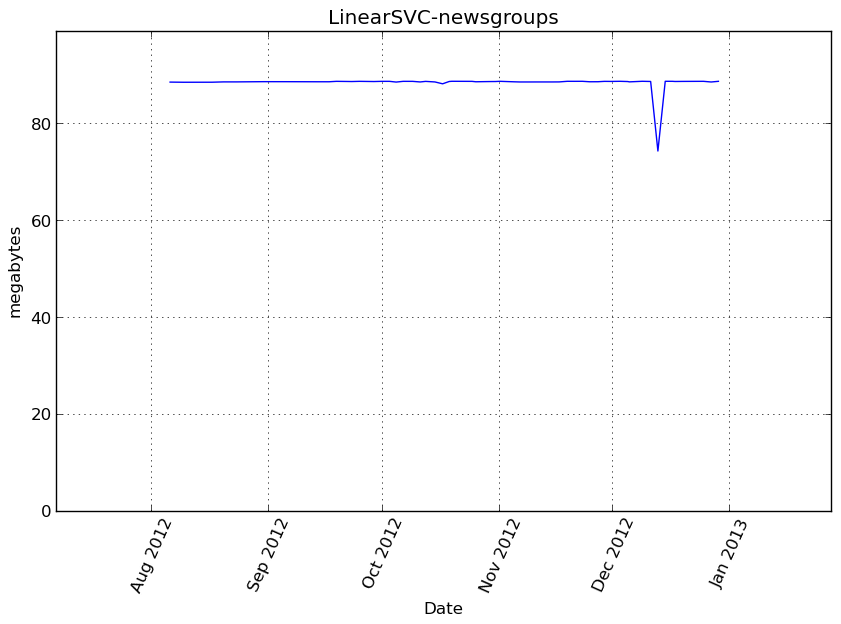 LinearSVC-newsgroups
megabytes
80
60
40
20
0
Aug 2012
Sep 2012
Oct 2012
Nov 2012
Dec 2012
Jan 2013
Date